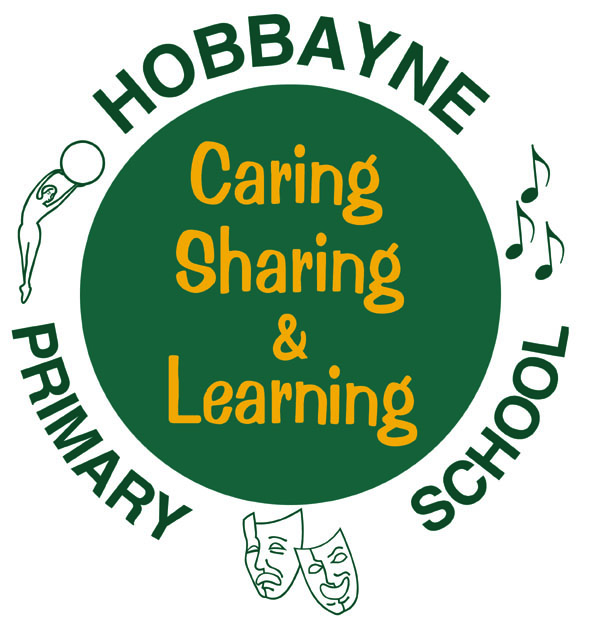 HOBBAYNE
Caring
Sharing
&
Learning
PRIMARY
SCHOOL